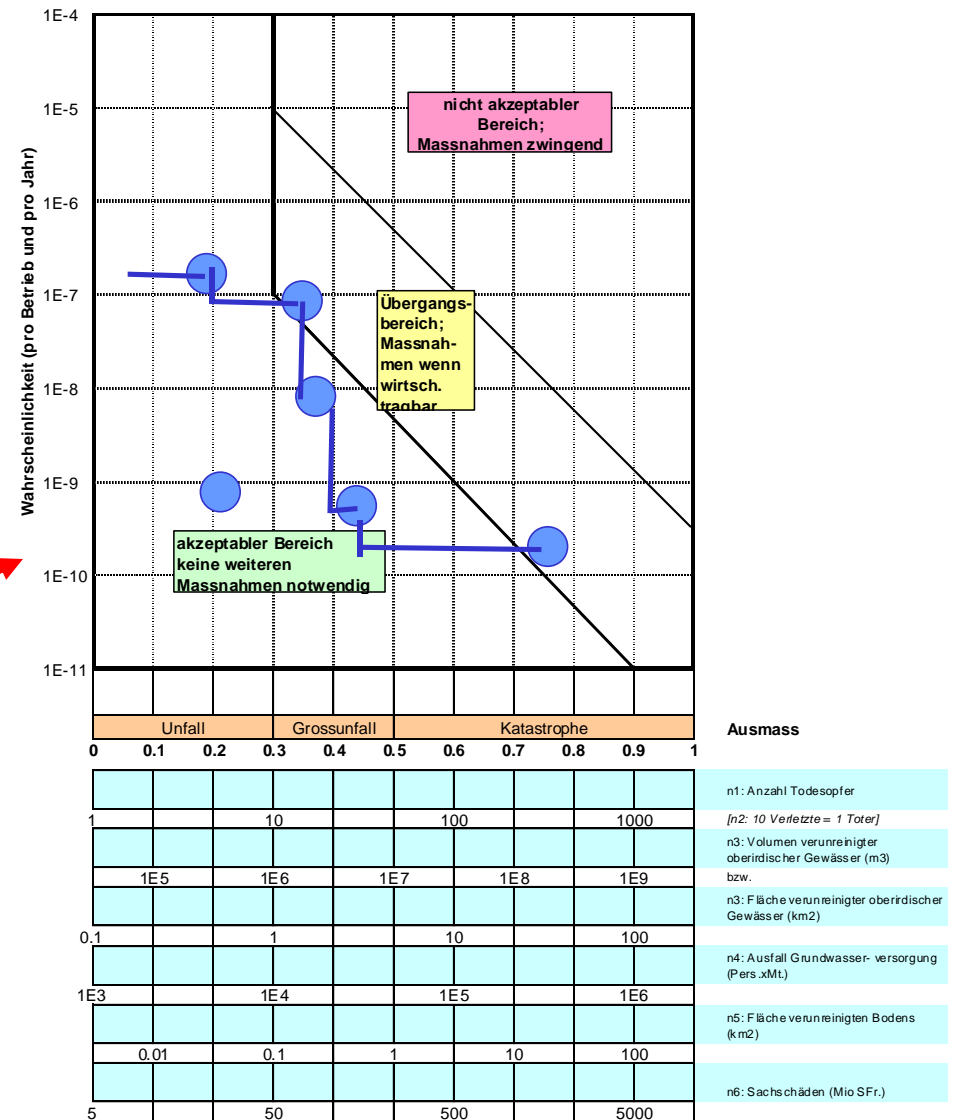 1E-4
1E-5
1E-6
1E-7
1E-8
1E-9
1E-10
1E-11
Wahrscheinlichkeit (pro Betrieb und pro Jahr)
nicht akzeptabler
Bereich;
Massnahmen zwingend
Übergangs-
bereich;
Massnah-
men wenn
wirtsch.
tragbar
akzeptabler Bereich
keine weiteren
Massnahmen notwendig
Unfall Grossunfall Katastrophe Ausmass
0 0.1 0.2 0.3 0.4 0.5 0.6 0.7 0.8 0.9 1
n1: Anzahl Todesopfer
1 10 100 1000 [n2: 10 Verletzte = 1 Toter]
n3: Volumen verunreinigter
oberirdischer Gewässer (m3)
1E5 1E6 1E7 1E8 1E9 bzw.
n3: Fläche verunreinigter oberirdischer
Gewässer (km2)
0.1 1 10 100
n4: Ausfall Grundwasser- versorgung
(Pers.xMt.)
1E3 1E4 1E5 1E6
n5: Fläche verunreinigten Bodens
(km2)
0.01 0.1 1 10 100
n6: Sachschäden (Mio SFr.)
5 50 500 5000